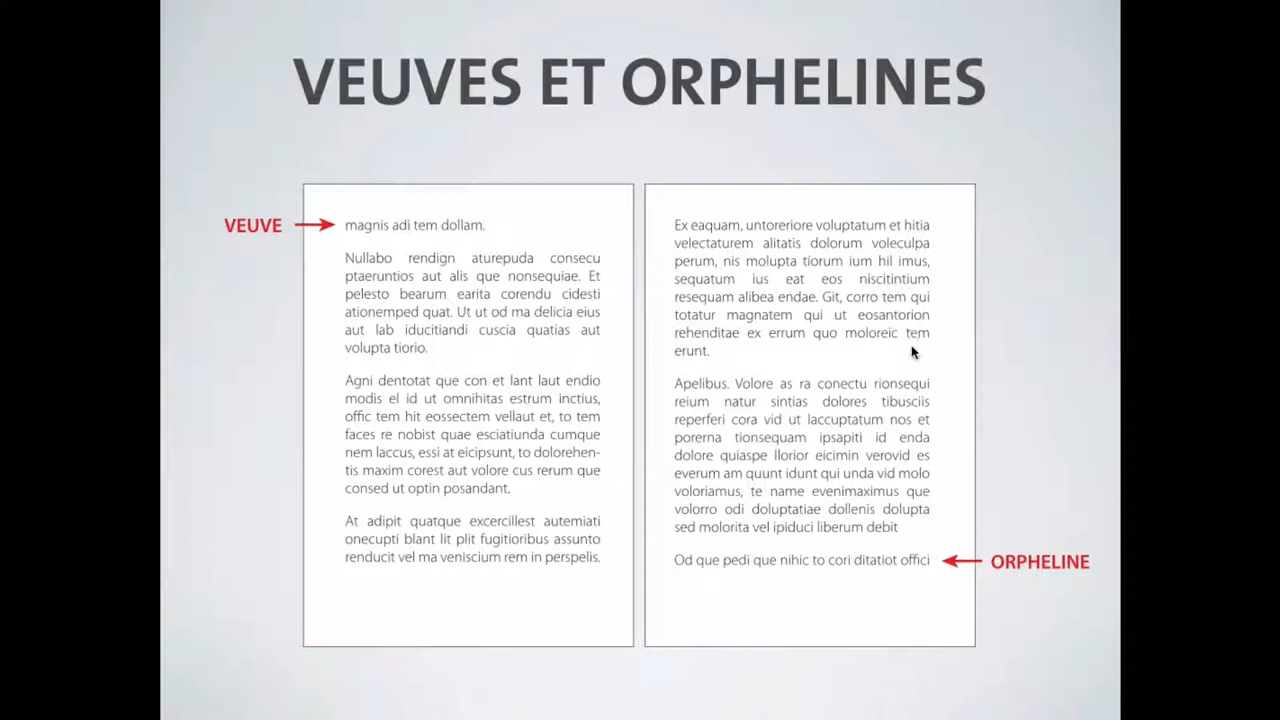 VEUVES ET ORPHELINES
VEUVE
magnis adi tem dollam.
Nullabo rendign aturepuda consecu
ptaeruntios aut alis que nonsequiae. Et
pelesto bearum earita corendu cidesti
ationemped quat. Ut ut od ma delicia eius
aut lab iducitiandi cuscia quatias aut
volupta tiorio.
Agni dentotat que con et lant laut endio
modis el id ut omnihitas estrum inctius,
offic tem hit eossectem vellaut et, to tem
faces re nobist quae esciatiunda cumque
nem laccus, essi at eicipsunt, to dolorehen-
tis maxim corest aut volore cus rerum que
consed ut optin posandant.
At adipit quatque excercillest autemiati
onecupti blant lit plit fugitioribus assunto
renducit vel ma veniscium rem in perspelis.
Ex eaquam, untoreriore voluptatum et hitia
velectaturem alitatis dolorum voleculpa
perum, nis molupta tiorum ium hil imus,
sequatum ius eat eos niscitintium
resequam alibea endae. Git, corro tem qui
totatur magnatem qui ut eosantorion
rehenditae ex errum quo moloreic tem
erunt.
Apelibus. Volore as ra conectu rionsequi
reium natur sintias dolores tibusciis
reperferi cora vid ut laccuptatum nos et
porerna tionsequam ipsapiti id enda
dolore quiaspe llorior eicimin verovid es
everum am quunt idunt qui unda vid molo
voloriamus, te name evenimaximus que
volorro odi doluptatiae dollenis dolupta
sed molorita vel ipiduci liberum debit
Od que pedi que nihic to cori ditatiot offici
ORPHELINE